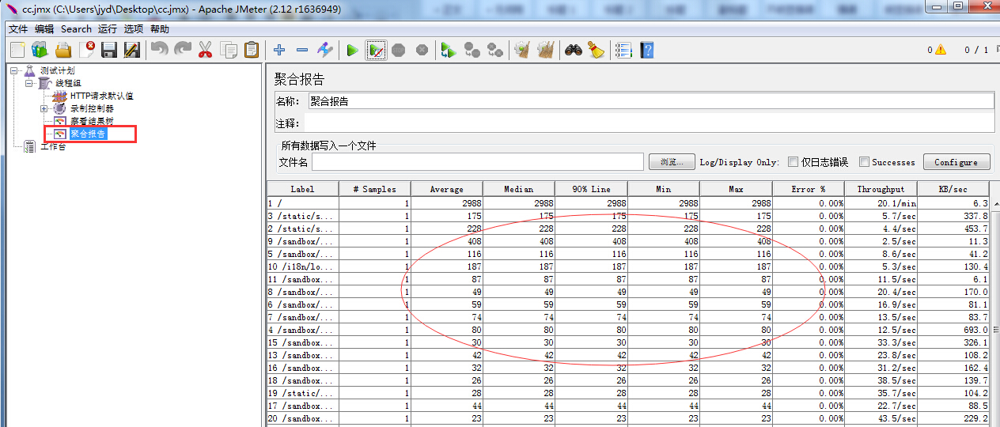 cc.jmx (C:\Users\jyd\Desktop\cc.jmx) - Apache JMeter (2.12 r1636949)
文件 编辑 Search 运行 选项 帮助
0 0 / 1
测试计划
线程组
HTTP请求默认值
录制控制器
察看结果树
聚合报告
工作台
聚合报告
名称： 聚合报告
注释：
所有数据写入一个文件
文件名 浏览... Log/Display Only: 仅日志错误 Successes Configure
Label # Samples Average Median 90% Line Min Max Error % Throughput KB/sec
1 / 1 2988 2988 2988 2988 2988 0.00% 20.1/min 6.3
3 /static/s... 1 175 175 175 175 175 0.00% 5.7/sec 337.8
2 /static/s... 1 228 228 228 228 228 0.00% 4.4/sec 453.7
9 /sandbox/... 1 408 408 408 408 408 0.00% 2.5/sec 11.3
5 /sandbox/... 1 116 116 116 116 116 0.00% 8.6/sec 41.2
10 /i18n/lo... 1 187 187 187 187 187 0.00% 5.3/sec 130.4
11 /sandbox... 1 87 87 87 87 87 0.00% 11.5/sec 6.1
8 /sandbox/... 1 49 49 49 49 49 0.00% 20.4/sec 170.0
6 /sandbox/... 1 59 59 59 59 59 0.00% 16.9/sec 81.1
7 /sandbox/... 1 74 74 74 74 74 0.00% 13.5/sec 83.7
4 /sandbox/... 1 80 80 80 80 80 0.00% 12.5/sec 693.0
15 /sandbox... 1 30 30 30 30 30 0.00% 33.3/sec 326.1
13 /sandbox... 1 42 42 42 42 42 0.00% 23.8/sec 108.2
16 /sandbox... 1 32 32 32 32 32 0.00% 31.2/sec 162.4
18 /sandbox... 1 26 26 26 26 26 0.00% 38.5/sec 139.7
19 /static/... 1 28 28 28 28 28 0.00% 35.7/sec 104.2
17 /sandbox... 1 44 44 44 44 44 0.00% 22.7/sec 88.5
20 /sandbox... 1 23 23 23 23 23 0.00% 43.5/sec 229.2